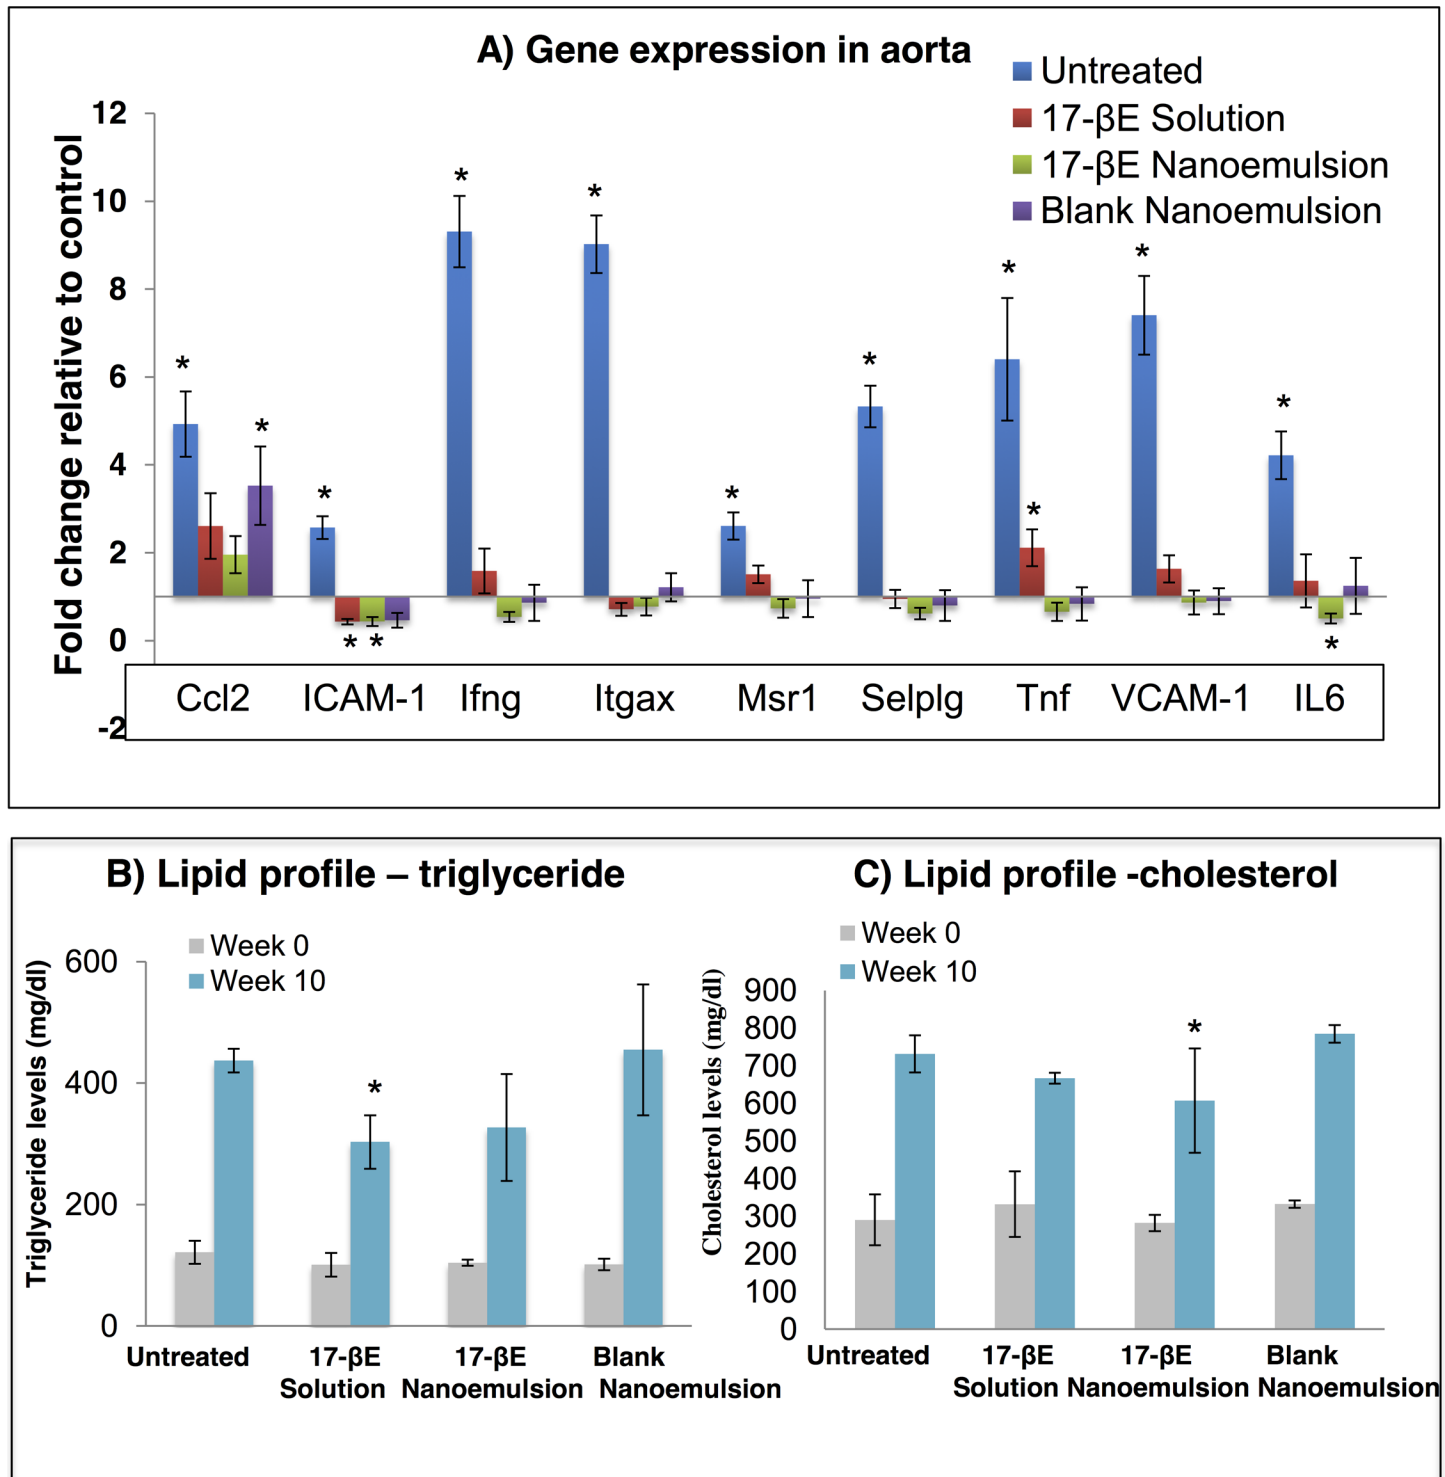 A) Gene expression in aorta
Untreated
17-βE Solution
17-βE Nanoemulsion
Blank Nanoemulsion
Fold change relative to control
12
10
8
6
4
2
0
-2
* * * * * * * * * * * * * *
Ccl2 ICAM-1 Ifng Itgax Msr1 Selplg Tnf VCAM-1 IL6
B) Lipid profile – triglyceride
Week 0
Week 10
Triglyceride levels (mg/dl)
600
400
200
0
*
Untreated 17-βE 17-βE Blank
Solution Nanoemulsion Nanoemulsion
C) Lipid profile -cholesterol
Week 0
Week 10
Cholesterol levels (mg/dl)
900
800
700
600
500
400
300
200
100
0
*
Untreated 17-βE 17-βE Blank
Solution Nanoemulsion Nanoemulsion